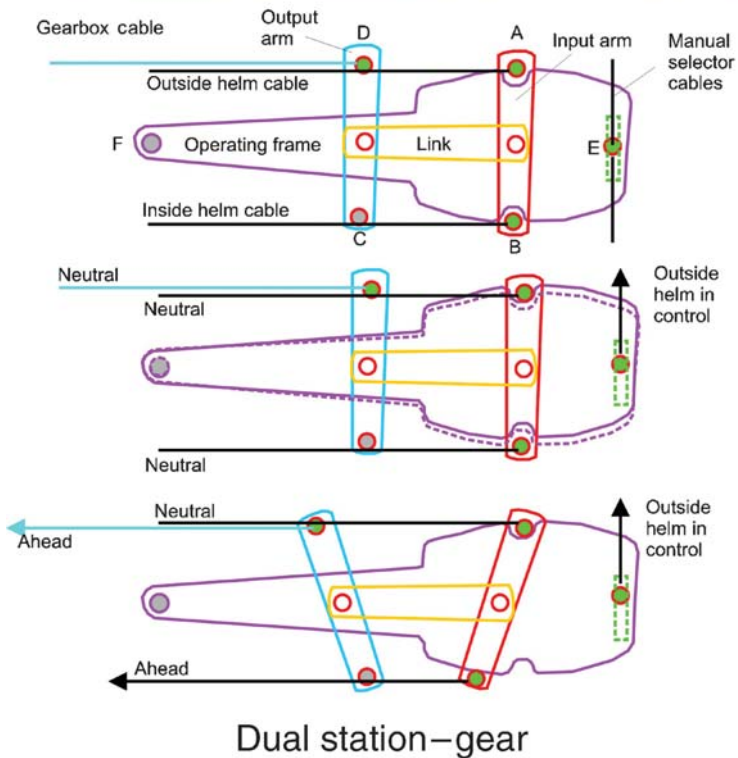 Gearbox cable
Output
arm
D
A
Input arm
Manual
selector
cables
Outside helm cable
F
Operating frame
Link
E
Inside helm cable
C
B
Neutral
Neutral
Outside
helm in
control
Neutral
Neutral
Outside
helm in
control
Ahead
Ahead
Dual station–gear